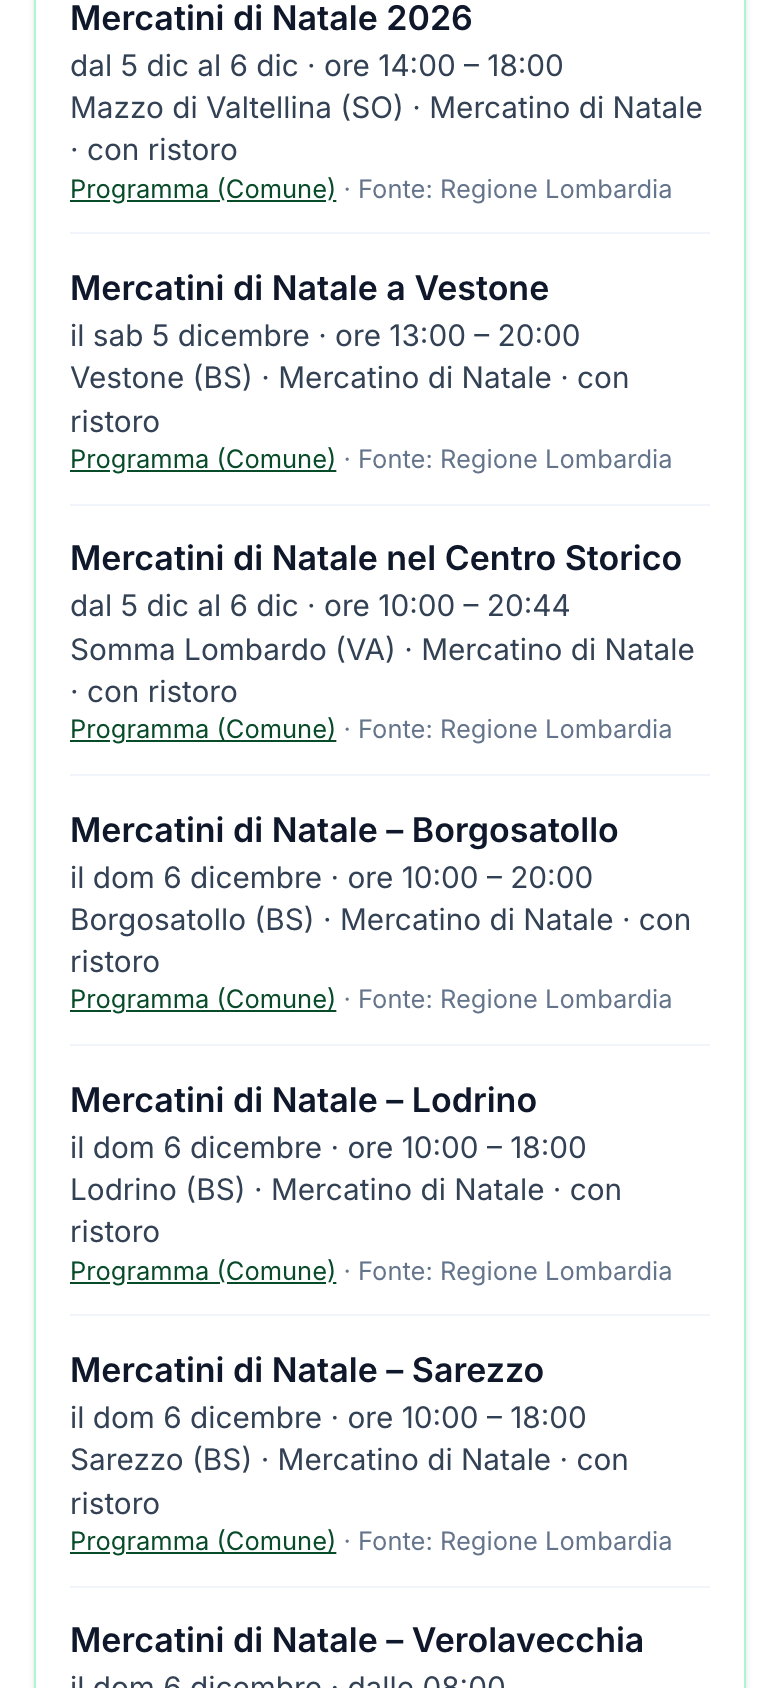 Mercatini di Natale 2026
dal 5 dic al 6 dic · ore 14:00 – 18:00
Mazzo di Valtellina (SO) · Mercatino di Natale
· con ristoro
Programma (Comune) · Fonte: Regione Lombardia
Mercatini di Natale a Vestone
il sab 5 dicembre · ore 13:00 – 20:00
Vestone (BS) · Mercatino di Natale · con
ristoro
Programma (Comune) · Fonte: Regione Lombardia
Mercatini di Natale nel Centro Storico
dal 5 dic al 6 dic · ore 10:00 – 20:44
Somma Lombardo (VA) · Mercatino di Natale
· con ristoro
Programma (Comune) · Fonte: Regione Lombardia
Mercatini di Natale – Borgosatollo
il dom 6 dicembre · ore 10:00 – 20:00
Borgosatollo (BS) · Mercatino di Natale · con
ristoro
Programma (Comune) · Fonte: Regione Lombardia
Mercatini di Natale – Lodrino
il dom 6 dicembre · ore 10:00 – 18:00
Lodrino (BS) · Mercatino di Natale · con
ristoro
Programma (Comune) · Fonte: Regione Lombardia
Mercatini di Natale – Sarezzo
il dom 6 dicembre · ore 10:00 – 18:00
Sarezzo (BS) · Mercatino di Natale · con
ristoro
Programma (Comune) · Fonte: Regione Lombardia
Mercatini di Natale – Verolavecchia
il dom 6 dicembre · dalle 08:00